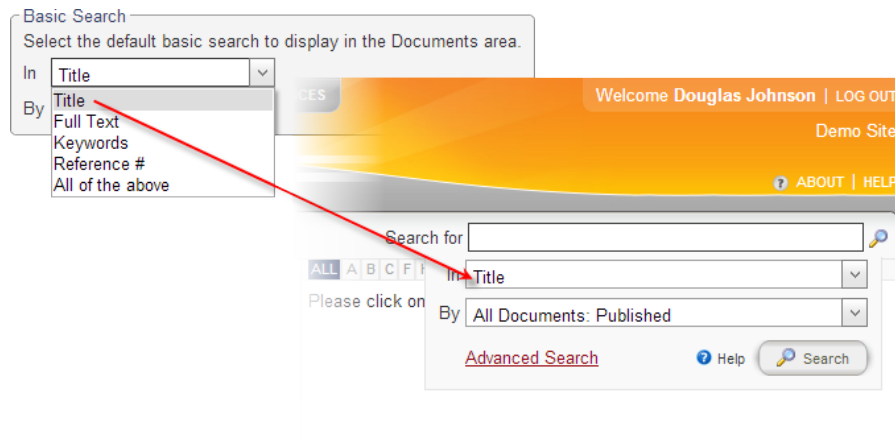 Basic Search
Select the default basic search to display in the Documents area.
In Title
By
Title
Full Text
Keywords
Reference #
All of the above
CES
Welcome Douglas Johnson | LOG OUT
Demo Site
ABOUT | HELP
Search for
ALL A B C F H
In Title
Please click on
By All Documents: Published
Advanced Search
Help
Search